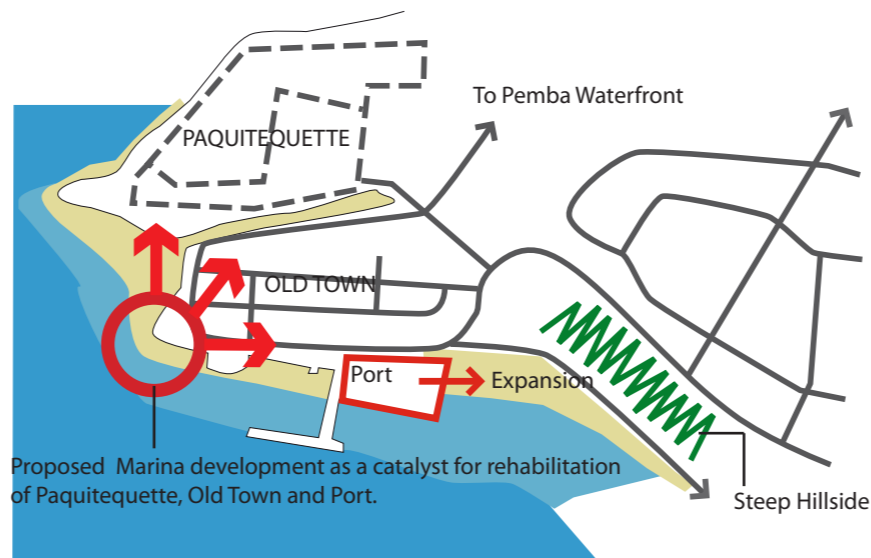 To Pemba Waterfront
PAQUITEQUETTE
OLD TOWN
Port
Expansion
Proposed Marina development as a catalyst for rehabilitation
of Paquitequette, Old Town and Port.
Steep Hillside